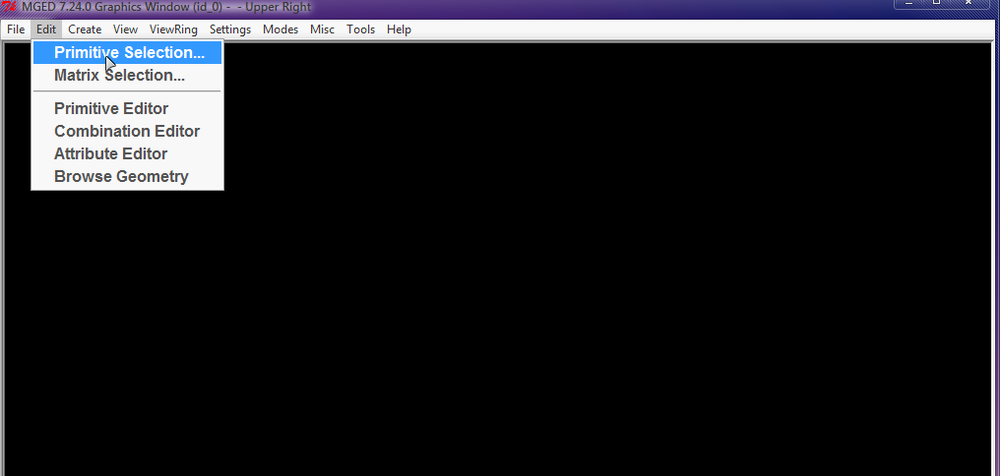 MGED 7.24.0 Graphics Window (id_0) - - Upper Right
File Edit Create View ViewRing Settings Modes Misc Tools Help
Primitive Selection...
Matrix Selection...
Primitive Editor
Combination Editor
Attribute Editor
Browse Geometry